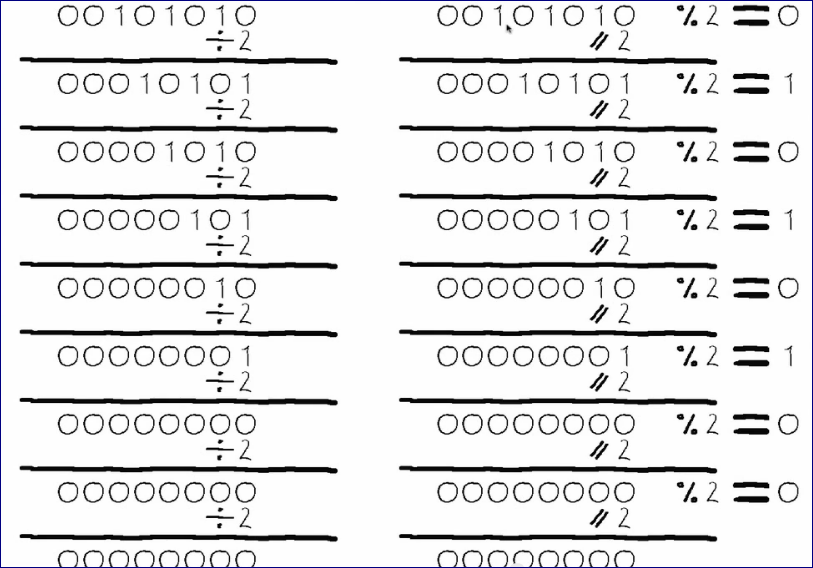 00101010 00101010 % 2 = 0
÷ 2 // 2
00010101 00010101 % 2 = 1
÷ 2 // 2
00001010 00001010 % 2 = 0
÷ 2 // 2
00000101 00000101 % 2 = 1
÷ 2 // 2
00000010 00000010 % 2 = 0
÷ 2 // 2
00000001 00000001 % 2 = 1
÷ 2 // 2
00000000 00000000 % 2 = 0
÷ 2 // 2
00000000 00000000 % 2 = 0
÷ 2 // 2
00000000 00000000